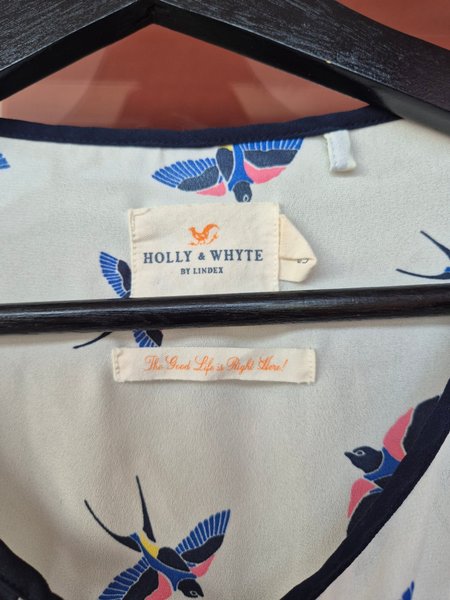 HOLLY & WHYTE
BY LINDEX
The Good Life is Right Here!